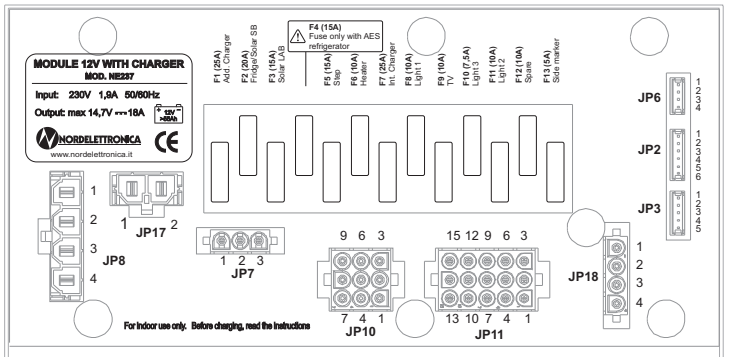 MODULE 12V WITH CHARGER
MOD. NE237
Input: 230V 1,9A 50/60Hz
Output: max 14,7V 18A
+ -
12V
>55Ah
NORDELETTRONICA
CE
www.nordelettronica.it
F4 (15A)
Fuse only with AES
refrigerator
F1 (25A)
Add. Charger
F2 (20A)
Fridge/Solar SB
F3 (15A)
Solar LAB
F5 (15A)
Step
F6 (10A)
Heater
F7 (25A)
Int. Charger
F8 (10A)
Light 1
F9 (10A)
TV
F10 (7,5A)
Light 3
F11 (10A)
Light 2
F12 (10A)
Spare
F13 (5A)
Side marker
JP6
1
2
3
4
JP2
1
2
3
4
5
6
JP3
1
2
3
4
5
JP8
1
2
3
4
JP17
1 2
JP7
1 2 3
9 6 3
7 4 1
JP10
15 12 9 6 3
13 10 7 4 1
JP11
JP18
1
2
3
4
For indoor use only. Before charging, read the instructions